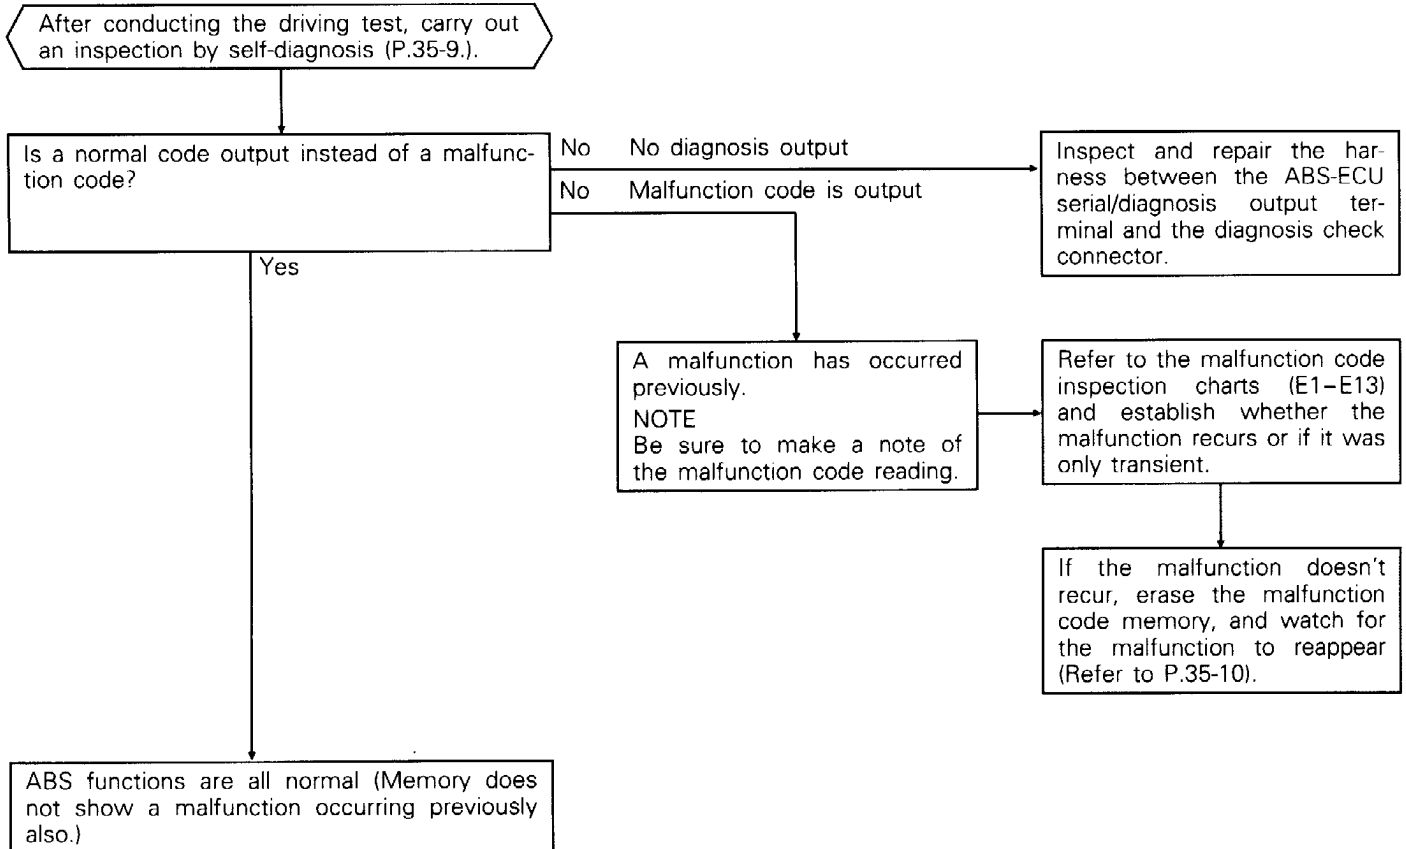 After conducting the driving test, carry out
an inspection by self-diagnosis (P.35-9.).
Is a normal code output instead of a malfunc-
tion code?
No No diagnosis output
No Malfunction code is output
Inspect and repair the har-
ness between the ABS-ECU
serial/diagnosis output ter-
minal and the diagnosis check
connector.
Yes
A malfunction has occurred
previously.
NOTE
Be sure to make a note of
the malfunction code reading.
Refer to the malfunction code
inspection charts (E1–E13)
and establish whether the
malfunction recurs or if it was
only transient.
If the malfunction doesn't
recur, erase the malfunction
code memory, and watch for
the malfunction to reappear
(Refer to P.35-10).
ABS functions are all normal (Memory does
not show a malfunction occurring previously
also.)